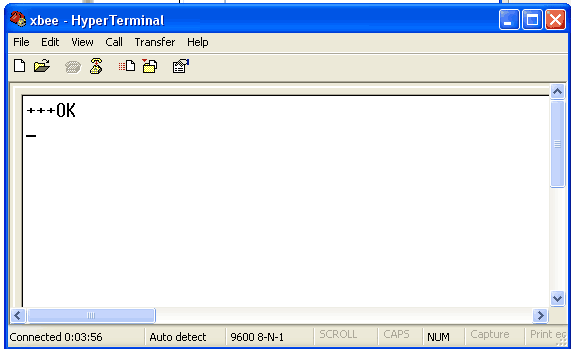 xbee - HyperTerminal
File Edit View Call Transfer Help
+++OK
_
Connected 0:03:56 Auto detect 9600 8-N-1 SCROLL CAPS NUM Capture Print ec